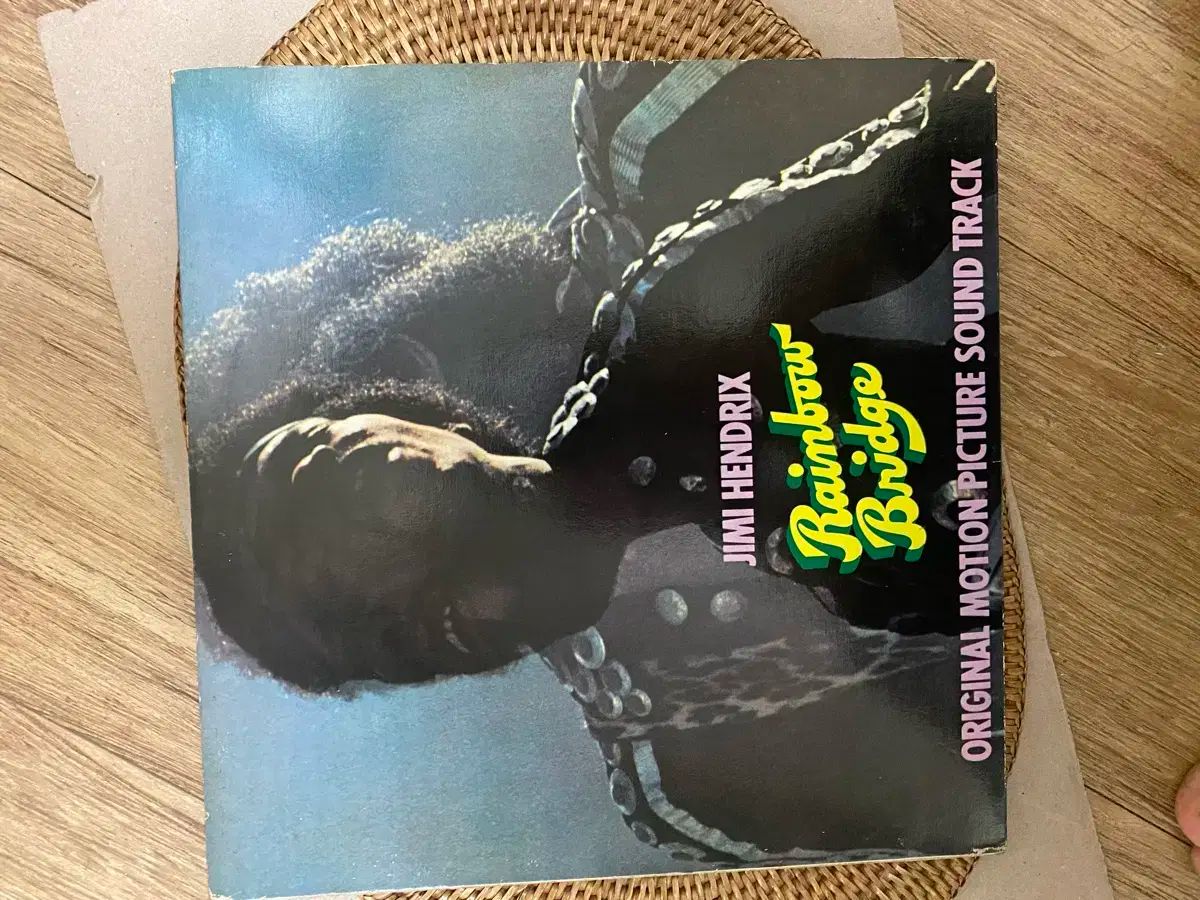 JIMI HENDRIX
Rainbow
Bridge
ORIGINAL MOTION PICTURE SOUND TRACK